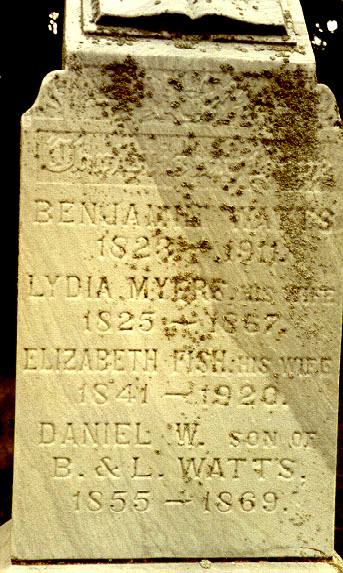 BENJAMIN WATTS
1823 – 1911.
LYDIA MYERS, HIS WIFE
1825 – 1867.
ELIZABETH FISH: HIS WIFE
1841 – 1920.
DANIEL W. SON OF
B. & L. WATTS.
1855 – 1869.